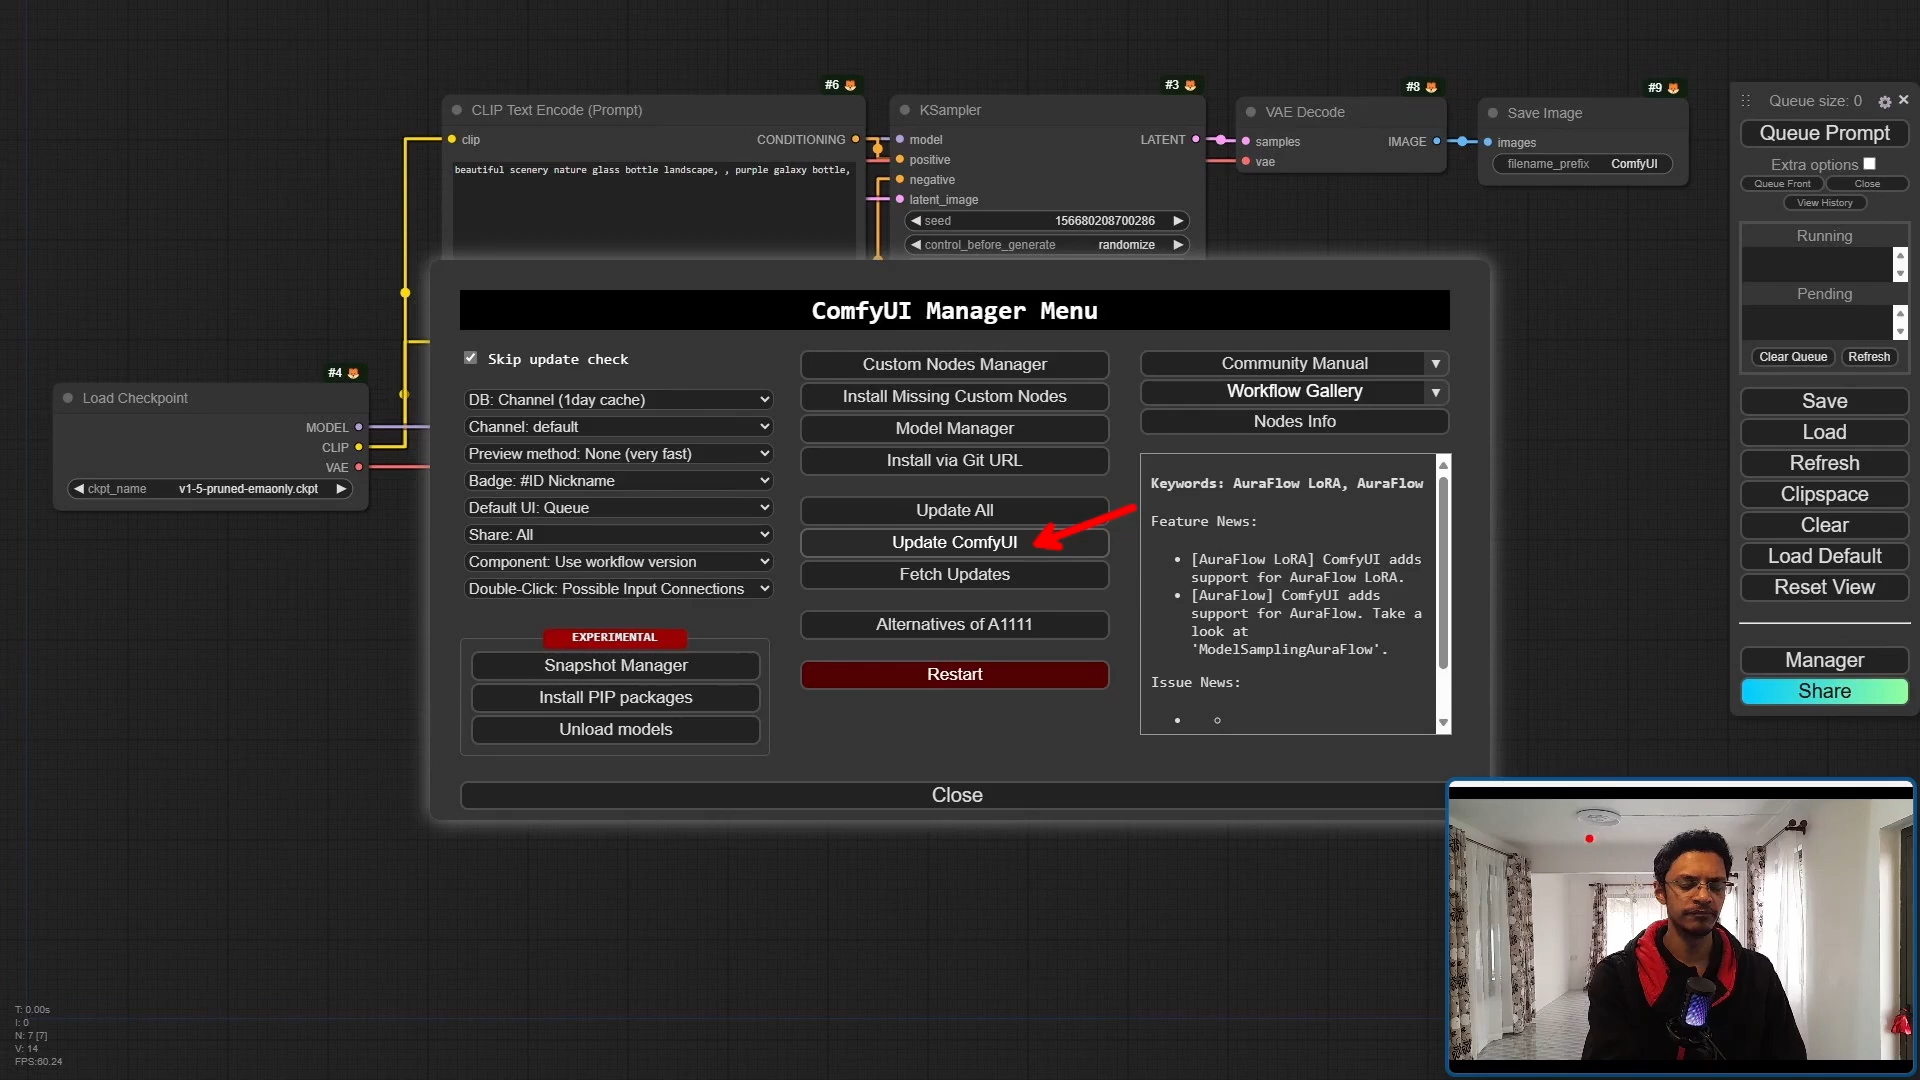 #6
CLIP Text Encode (Prompt)
clip
CONDITIONING
beautiful scenery nature glass bottle landscape, , purple galaxy bottle,
#3
KSampler
model
LATENT
positive
negative
latent_image
seed 156680208700286
control_before_generate randomize
#8
VAE Decode
samples
IMAGE
vae
#9
Save Image
images
filename_prefix ComfyUI
Queue size: 0
Queue Prompt
Extra options
Queue Front
Close
View History
Running
Pending
Clear Queue
Refresh
Save
Load
Refresh
Clipspace
Clear
Load Default
Reset View
Manager
Share
#4
Load Checkpoint
MODEL
CLIP
VAE
ckpt_name v1-5-pruned-emaonly.ckpt
ComfyUI Manager Menu
Skip update check
DB: Channel (1day cache)
Channel: default
Preview method: None (very fast)
Badge: #ID Nickname
Default UI: Queue
Share: All
Component: Use workflow version
Double-Click: Possible Input Connections
EXPERIMENTAL
Snapshot Manager
Install PIP packages
Unload models
Custom Nodes Manager
Install Missing Custom Nodes
Model Manager
Install via Git URL
Update All
Update ComfyUI
Fetch Updates
Alternatives of A1111
Restart
Community Manual
Workflow Gallery
Nodes Info
Keywords: AuraFlow LoRA, AuraFlow
Feature News:
[AuraFlow LoRA] ComfyUI adds
support for AuraFlow LoRA.
[AuraFlow] ComfyUI adds
support for AuraFlow. Take a
look at
'ModelSamplingAuraFlow'.
Issue News:
Close
T: 0.00s
I: 0
N: 7 [7]
V: 14
FPS:60.24